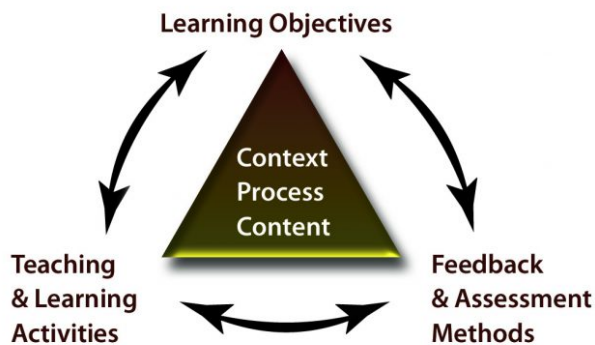 Learning Objectives
Context
Process
Content
Teaching
& Learning
Activities
Feedback
& Assessment
Methods